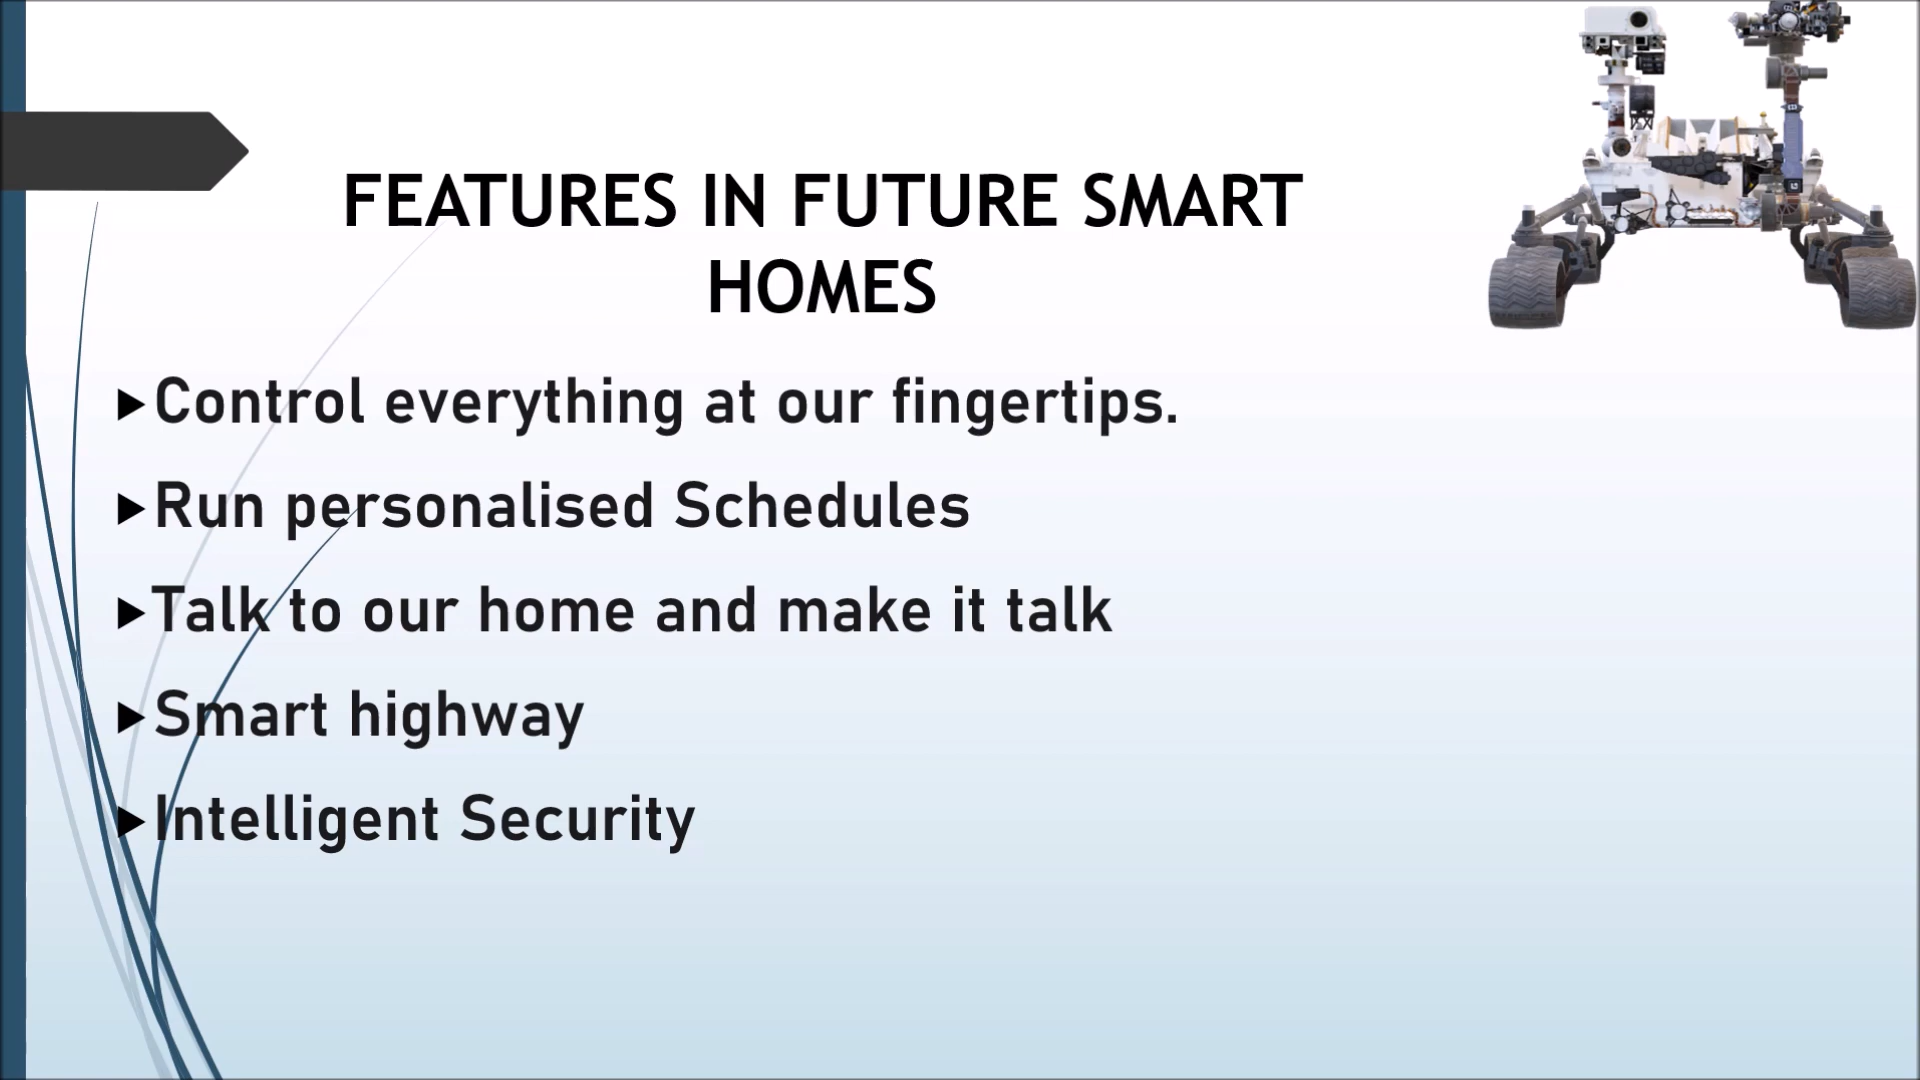 FEATURES IN FUTURE SMART
HOMES
Control everything at our fingertips.
Run personalised Schedules
Talk to our home and make it talk
Smart highway
Intelligent Security